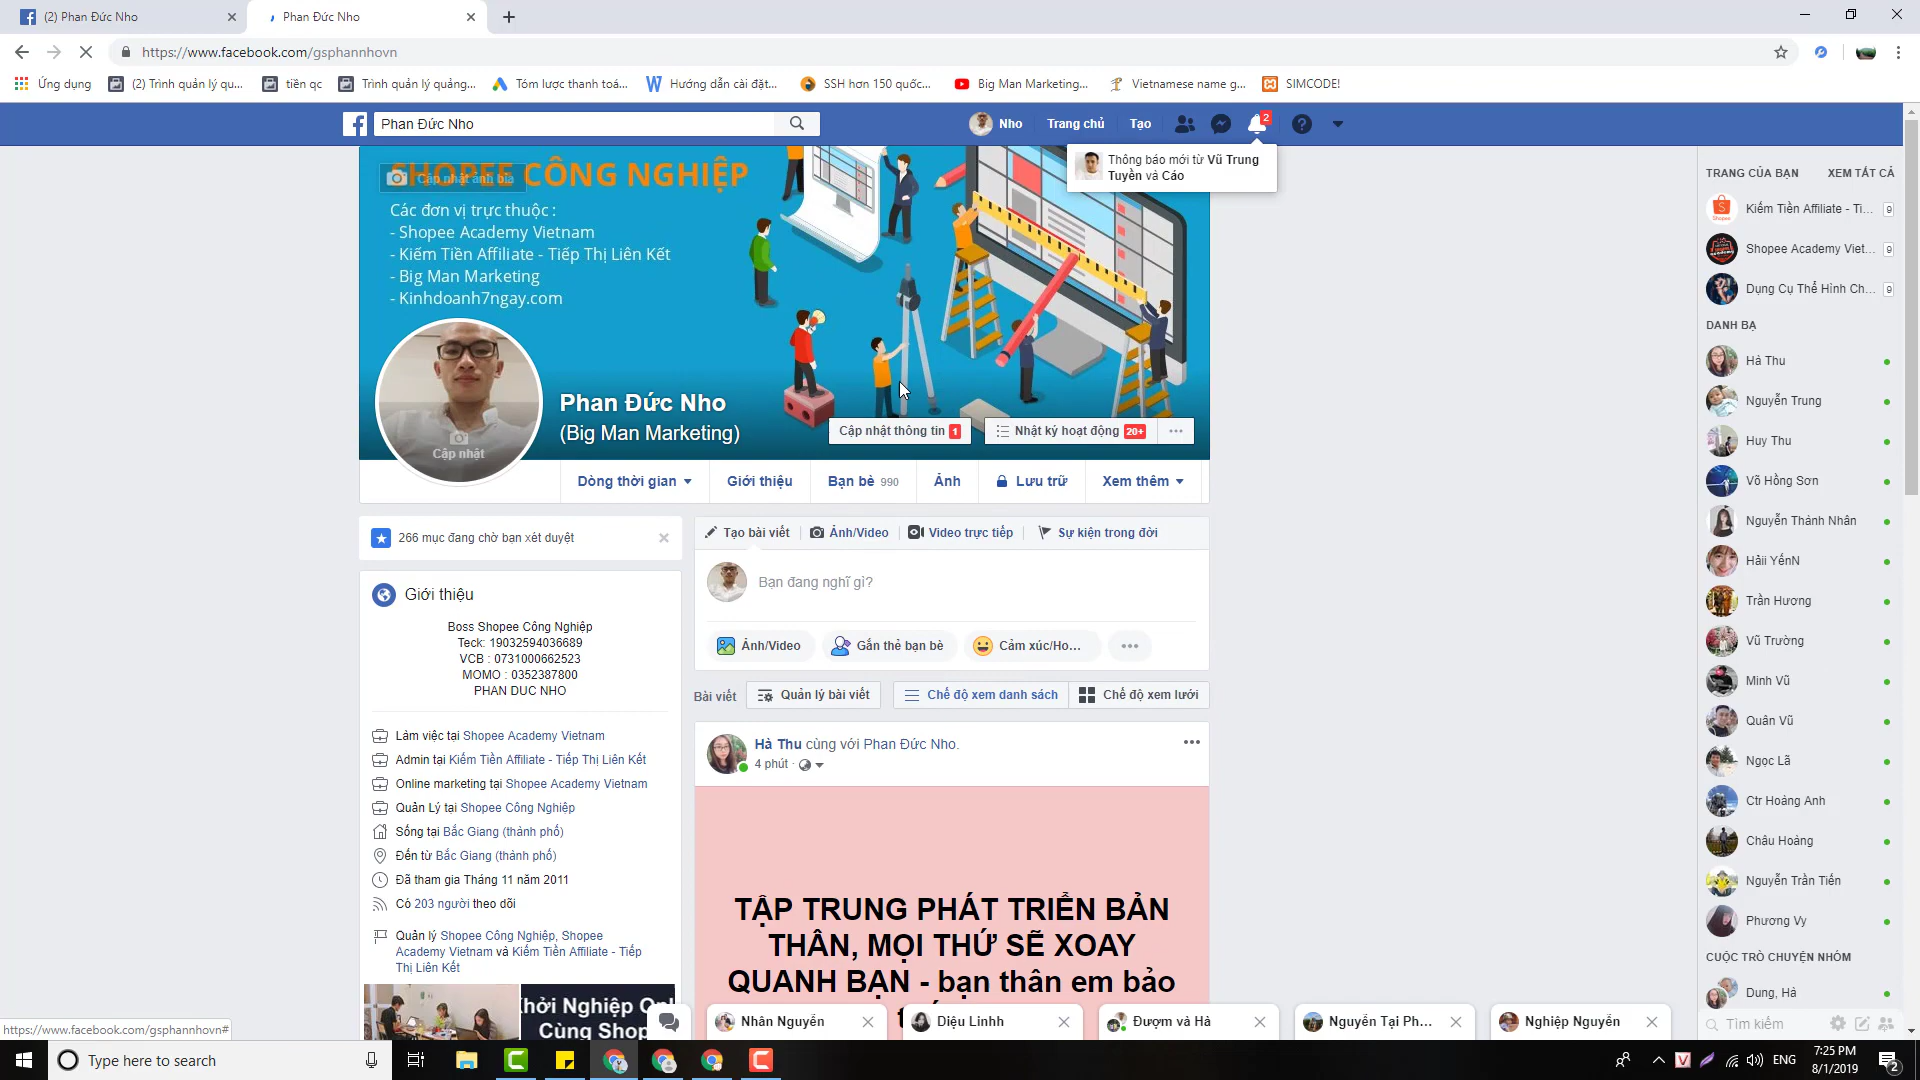 (2) Phan Đức Nho
Phan Đức Nho
https://www.facebook.com/gsphannhovn
Ứng dụng
(2) Trình quản lý qu...
tiền qc
Trình quản lý quảng...
Tóm lược thanh toá...
Hướng dẫn cài đặt...
SSH hơn 150 quốc...
Big Man Marketing...
Vietnamese name g...
SIMCODE!
Phan Đức Nho
Nho
Trang chủ
Tạo
2
Thông báo mới từ Vũ Trung
Tuyền và Cáo
SHOPEE CÔNG NGHIỆP
Cập nhật ảnh bìa
Các đơn vị trực thuộc :
- Shopee Academy Vietnam
- Kiếm Tiền Affiliate - Tiếp Thị Liên Kết
- Big Man Marketing
- Kinhdoanh7ngay.com
Cập nhật
Phan Đức Nho
(Big Man Marketing)
Cập nhật thông tin 1
Nhật ký hoạt động 20+
Dòng thời gian
Giới thiệu
Bạn bè 990
Ảnh
Lưu trữ
Xem thêm
266 mục đang chờ bạn xét duyệt
Giới thiệu
Boss Shopee Công Nghiệp
Teck: 19032594036689
VCB : 0731000662523
MOMO : 0352387800
PHAN DUC NHO
Làm việc tại Shopee Academy Vietnam
Admin tại Kiếm Tiền Affiliate - Tiếp Thị Liên Kết
Online marketing tại Shopee Academy Vietnam
Quản Lý tại Shopee Công Nghiệp
Sống tại Bắc Giang (thành phố)
Đến từ Bắc Giang (thành phố)
Đã tham gia Tháng 11 năm 2011
Có 203 người theo dõi
Quản lý Shopee Công Nghiệp, Shopee
Academy Vietnam và Kiếm Tiền Affiliate - Tiếp
Thị Liên Kết
Khởi Nghiệp Onl
Cùng Shop
Tạo bài viết
Ảnh/Video
Video trực tiếp
Sự kiện trong đời
Bạn đang nghĩ gì?
Ảnh/Video
Gắn thẻ bạn bè
Cảm xúc/Ho...
Bài viết
Quản lý bài viết
Chế độ xem danh sách
Chế độ xem lưới
Hà Thu cùng với Phan Đức Nho.
4 phút
TẬP TRUNG PHÁT TRIỂN BẢN
THÂN, MỌI THỨ SẼ XOAY
QUANH BẠN - bạn thân em bảo
TRANG CỦA BẠN
XEM TẤT CẢ
Kiếm Tiền Affiliate - Ti... 9
Shopee Academy Viet... 9
Dụng Cụ Thể Hình Ch... 9
DANH BẠ
Hà Thu
Nguyễn Trung
Huy Thu
Võ Hồng Sơn
Nguyễn Thành Nhân
Hảii YếnN
Trần Hương
Vũ Trường
Minh Vũ
Quân Vũ
Ngọc Lã
Ctr Hoàng Anh
Châu Hoàng
Nguyễn Trần Tiến
Phương Vy
CUỘC TRÒ CHUYỆN NHÓM
Dung, Hà
Tìm kiếm
Nhân Nguyễn
Diệu Linhh
Đượm và Hà
Nguyễn Tại Ph...
Nghiệp Nguyễn
https://www.facebook.com/gsphannhovn#
Type here to search
ENG
7:25 PM
8/1/2019
2